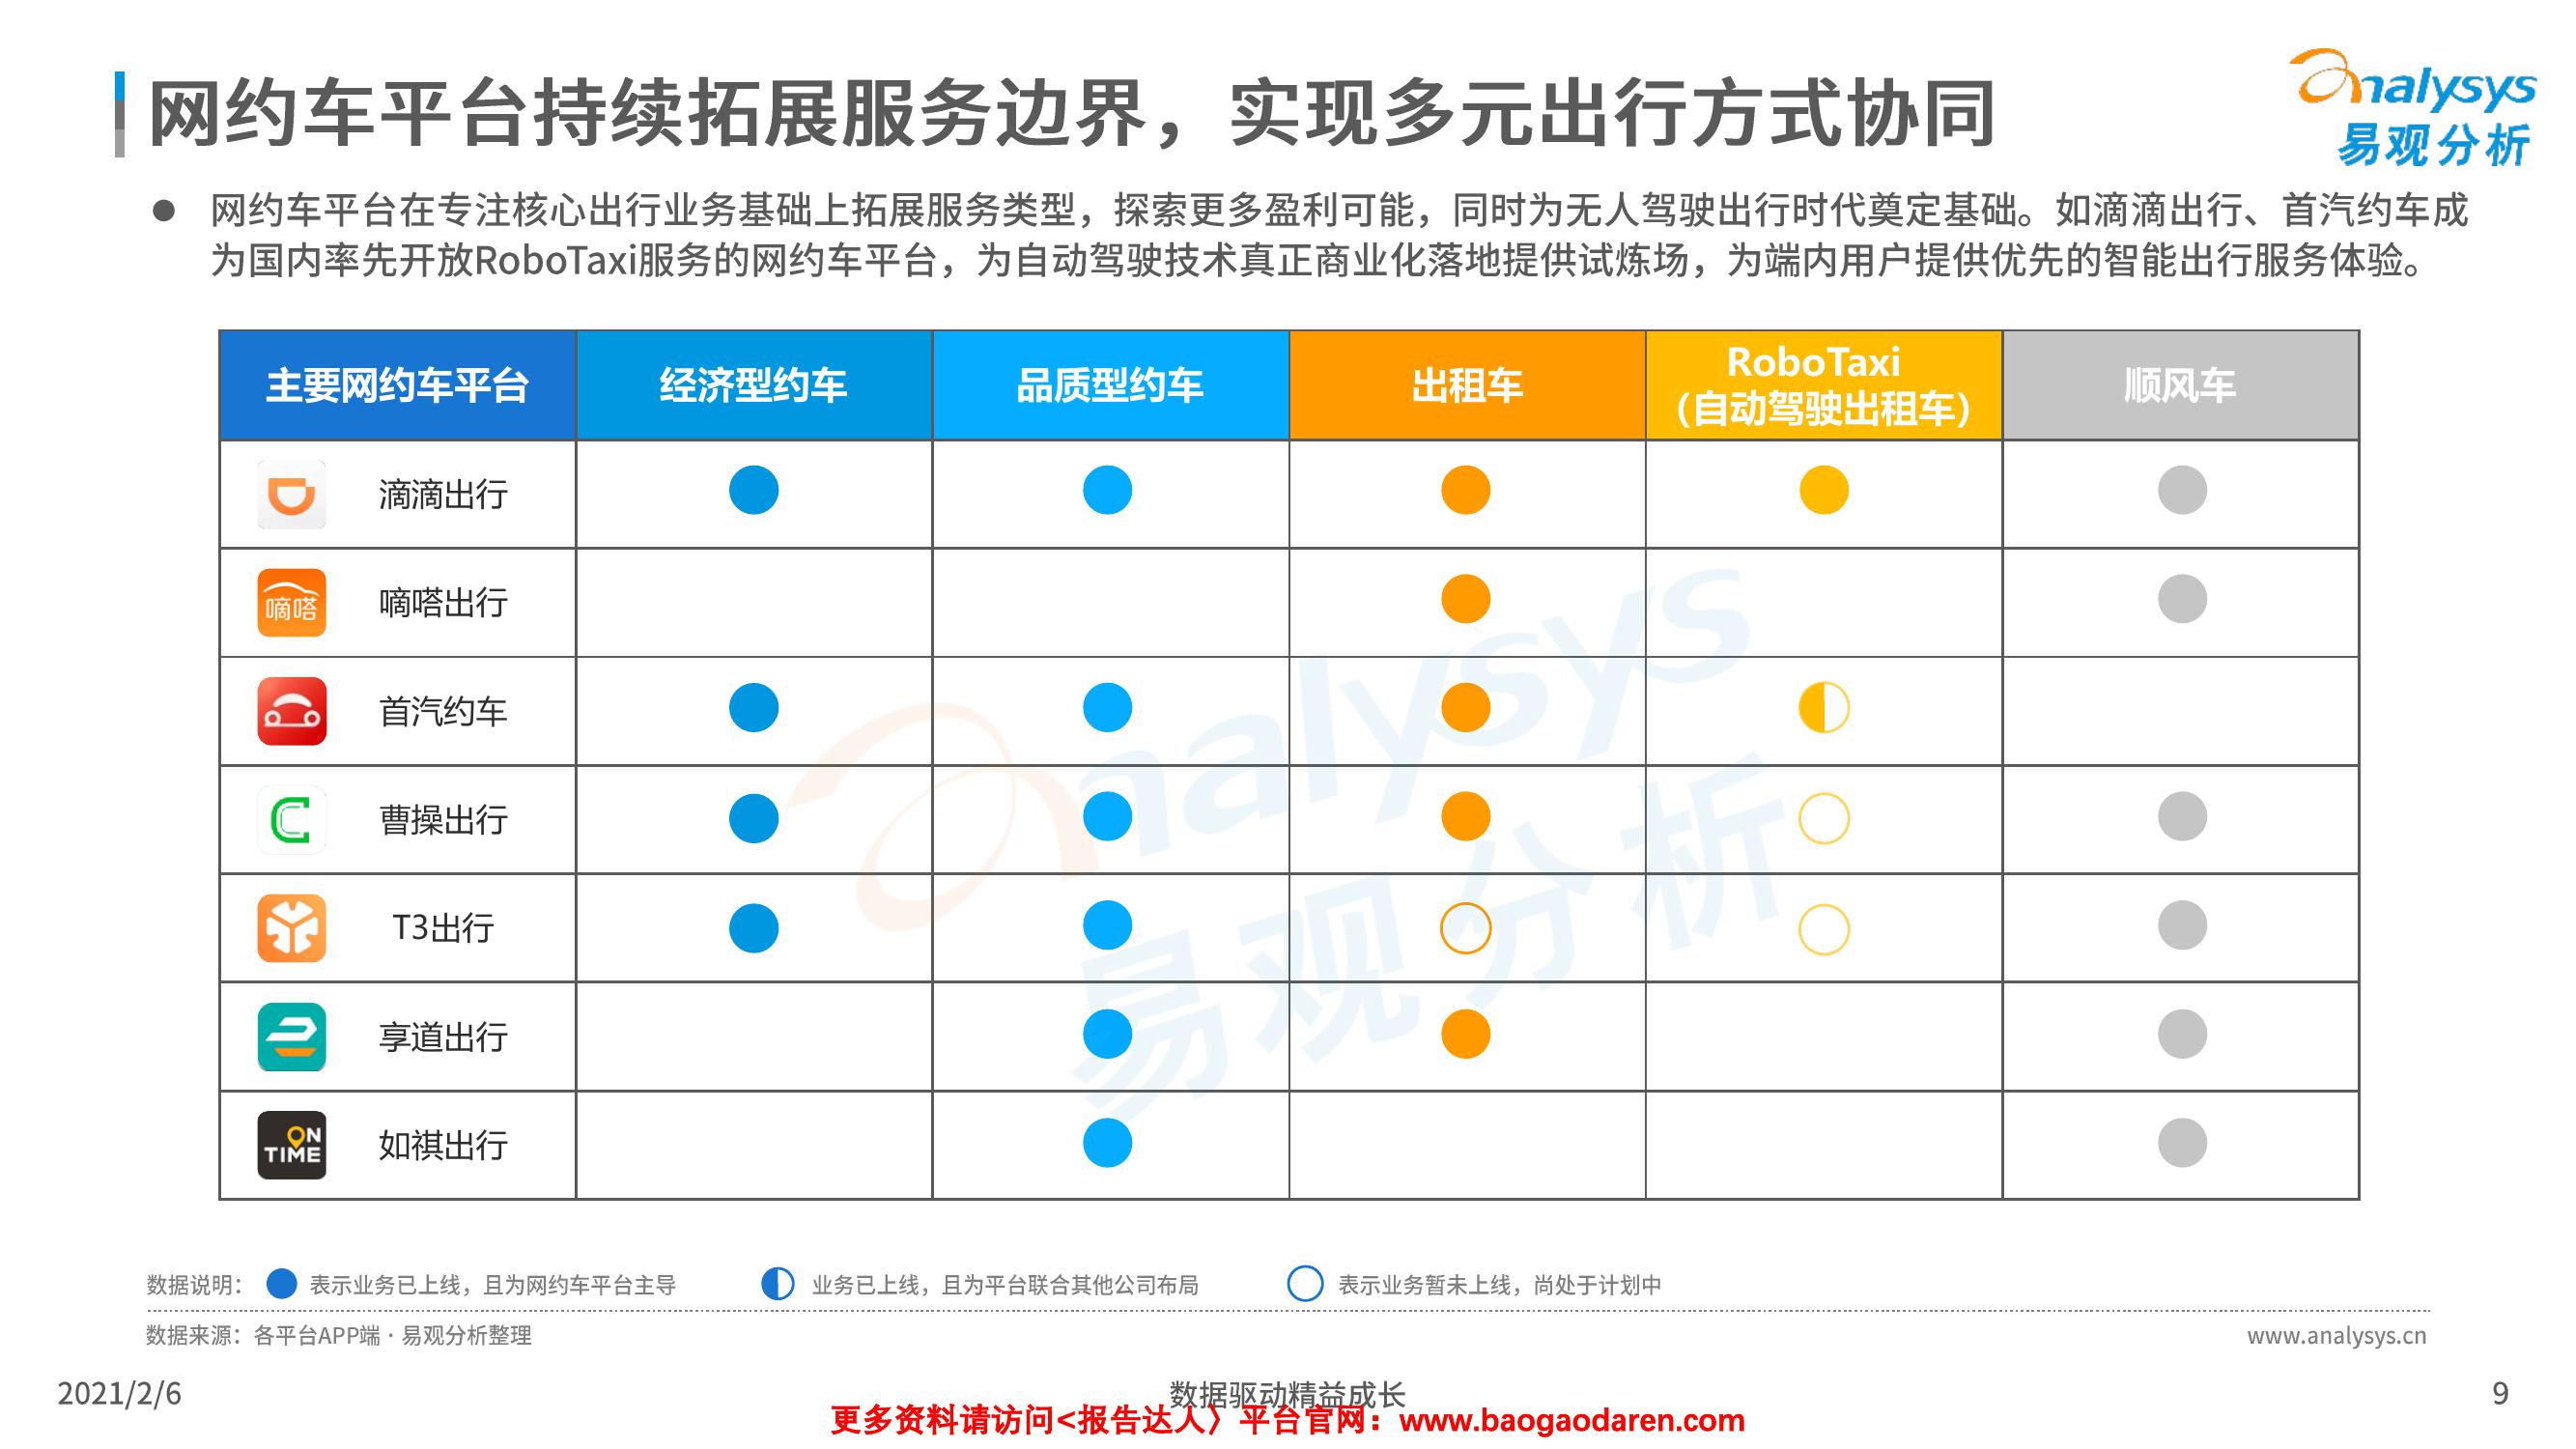 网约车平台持续拓展服务边界，实现多元出行方式协同
analysys
易观分析
● 网约车平台在专注核心出行业务基础上拓展服务类型，探索更多盈利可能，同时为无人驾驶出行时代奠定基础。如滴滴出行、首汽约车成
为国内率先开放RoboTaxi服务的网约车平台，为自动驾驶技术真正商业化落地提供试炼场，为端内用户提供优先的智能出行服务体验。
主要网约车平台 经济型约车 品质型约车 出租车 RoboTaxi 顺风车
(自动驾驶出租车)
滴滴出行
嘀嗒 嘀嗒出行
首汽约车
曹操出行
T3出行
享道出行
ON
TIME
如祺出行
analysys
易观分析
数据说明： 表示业务已上线，且为网约车平台主导 业务已上线，且为平台联合其他公司布局 表示业务暂未上线，尚处于计划中
数据来源：各平台APP端 · 易观分析整理 www.analysys.cn
2021/2/6 数据驱动精益成长 9
更多资料请访问<报告达人〉平台官网：www.baogaodaren.com